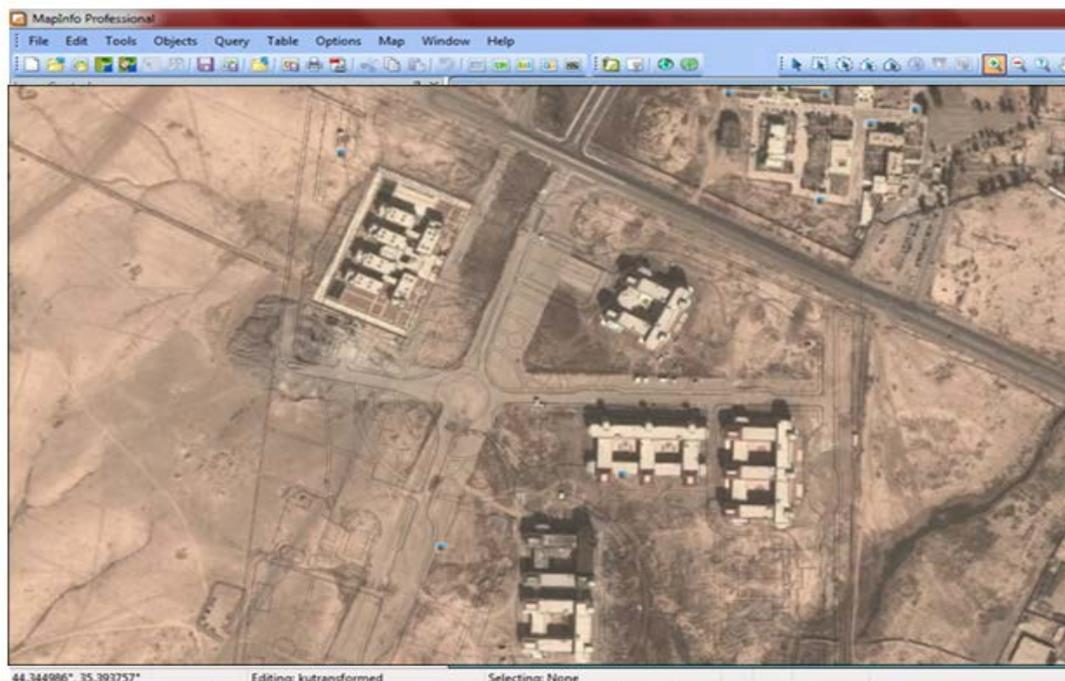 MapInfo Professional
File Edit Tools Objects Query Table Options Map Window Help
44.344986°, 35.393757° Editing: kutransformed Selecting: None